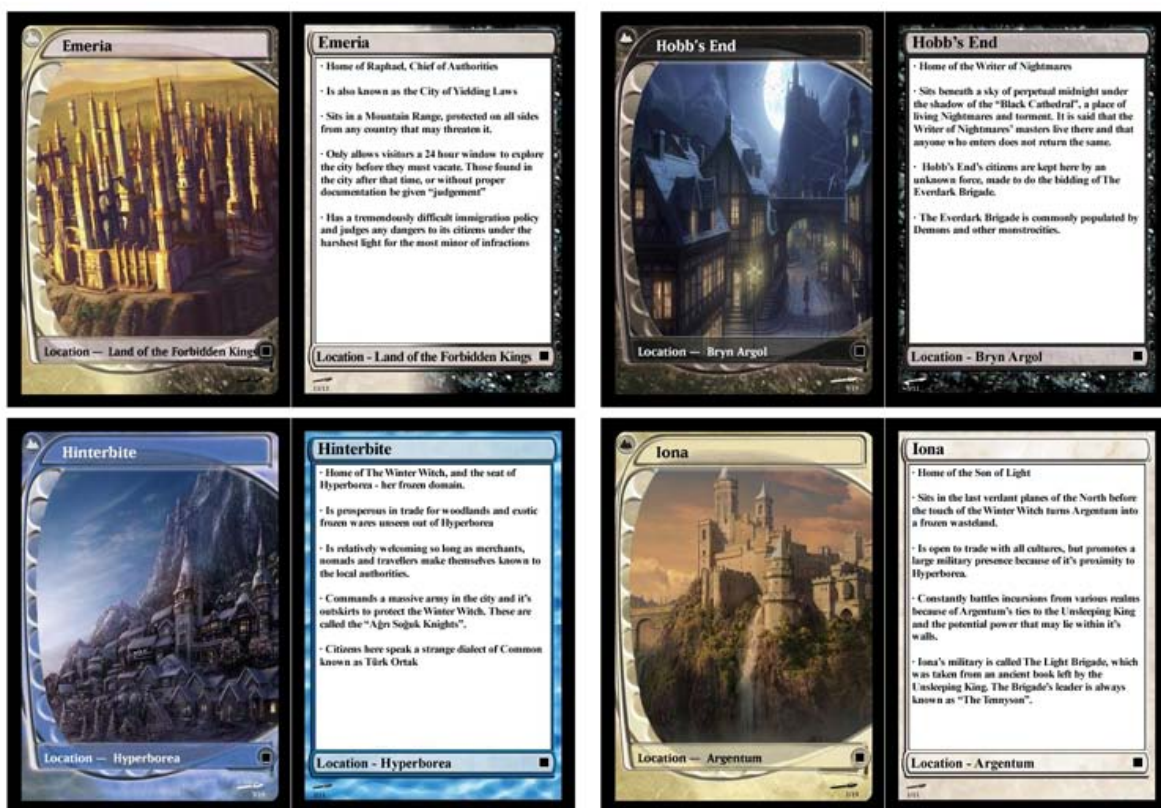 Emeria
Emeria
· Home of Raphael, Chief of Authorities
· Is also known as the City of Yielding Laws
· Sits in a Mountain Range, protected on all sides
from any country that may threaten it.
· Only allows visitors a 24 hour window to explore
the city before they must vacate. Those found in
the city after that time, or without proper
documentation be given “judgement”
· Has a tremendously difficult immigration policy
and judges any dangers to its citizens under the
harshest light for the most minor of infractions
Location — Land of the Forbidden Kings
Location - Land of the Forbidden Kings
Hobb's End
Hobb's End
· Home of the Writer of Nightmares
· Sits beneath a sky of perpetual midnight under
the shadow of the “Black Cathedral”, a place of
living Nightmares and torment. It is said that the
Writer of Nightmares’ masters live there and that
anyone who enters does not return the same.
· Hobb’s End’s citizens are kept here by an
unknown force, made to do the bidding of The
Everdark Brigade.
· The Everdark Brigade is commonly populated by
Demons and other monstrocities.
Location — Bryn Argol
Location - Bryn Argol
Hinterbite
Hinterbite
· Home of The Winter Witch, and the seat of
Hyperborea - her frozen domain.
· Is prosperous in trade for woodlands and exotic
frozen wares unseen out of Hyperborea
· Is relatively welcoming so long as merchants,
nomads and travellers make themselves known to
the local authorities.
· Commands a massive army in the city and it’s
outskirts to protect the Winter Witch. These are
called the “Ağrı Soğuk Knights”.
· Citizens here speak a strange dialect of Common
known as Türk Ortak
Location — Hyperborea
Location - Hyperborea
Iona
Iona
· Home of the Son of Light
· Sits in the last verdant planes of the North before
the touch of the Winter Witch turns Argentum into
a frozen wasteland.
· Is open to trade with all cultures, but promotes a
large military presence because of it’s proximity to
Hyperborea.
· Constantly battles incursions from various realms
because of Argentum’s ties to the Unsleeping King
and the potential power that may lie within it’s
walls.
· Iona’s military is called The Light Brigade, which
was taken from an ancient book left by the
Unsleeping King. The Brigade’s leader is always
known as “The Tennyson”.
Location — Argentum
Location - Argentum